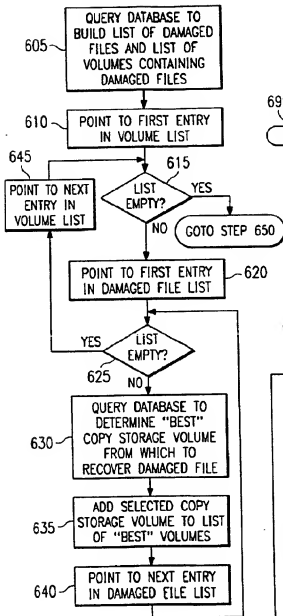 605
QUERY DATABASE TO
BUILD LIST OF DAMAGED
FILES AND LIST OF
VOLUMES CONTAINING
DAMAGED FILES
610
POINT TO FIRST ENTRY
IN VOLUME LIST
69
645
POINT TO NEXT
ENTRY IN
VOLUME LIST
615
LIST
EMPTY?
YES
GOTO STEP 650
NO
POINT TO FIRST ENTRY
IN DAMAGED FILE LIST
620
YES
LIST
EMPTY?
625
NO
630
QUERY DATABASE TO
DETERMINE "BEST"
COPY STORAGE VOLUME
FROM WHICH TO
RECOVER DAMAGED FILE
635
ADD SELECTED COPY
STORAGE VOLUME TO LIST
OF "BEST" VOLUMES
640
POINT TO NEXT ENTRY
IN DAMAGED FILE LIST